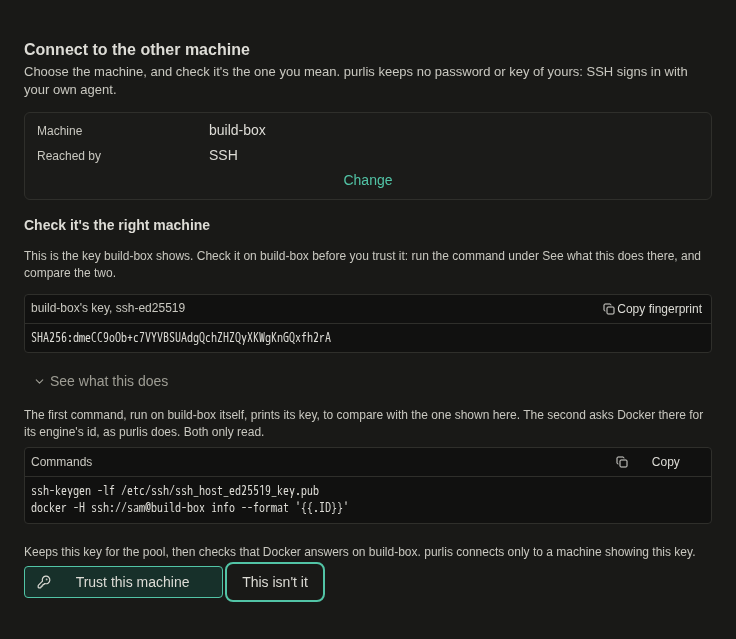 Connect to the other machine
Choose the machine, and check it's the one you mean. purlis keeps no password or key of yours: SSH signs in with
your own agent.
Machine build-box
Reached by SSH
Change
Check it's the right machine
This is the key build-box shows. Check it on build-box before you trust it: run the command under See what this does there, and
compare the two.
build-box's key, ssh-ed25519 Copy fingerprint
SHA256:dmeCC9oOb+c7VYVBSUAdgQchZHZQyXKWgKnGQxfh2rA
See what this does
The first command, run on build-box itself, prints its key, to compare with the one shown here. The second asks Docker there for
its engine's id, as purlis does. Both only read.
Commands Copy
ssh-keygen -lf /etc/ssh/ssh_host_ed25519_key.pub
docker -H ssh://sam@build-box info --format '{{.ID}}'
Keeps this key for the pool, then checks that Docker answers on build-box. purlis connects only to a machine showing this key.
Trust this machine This isn't it